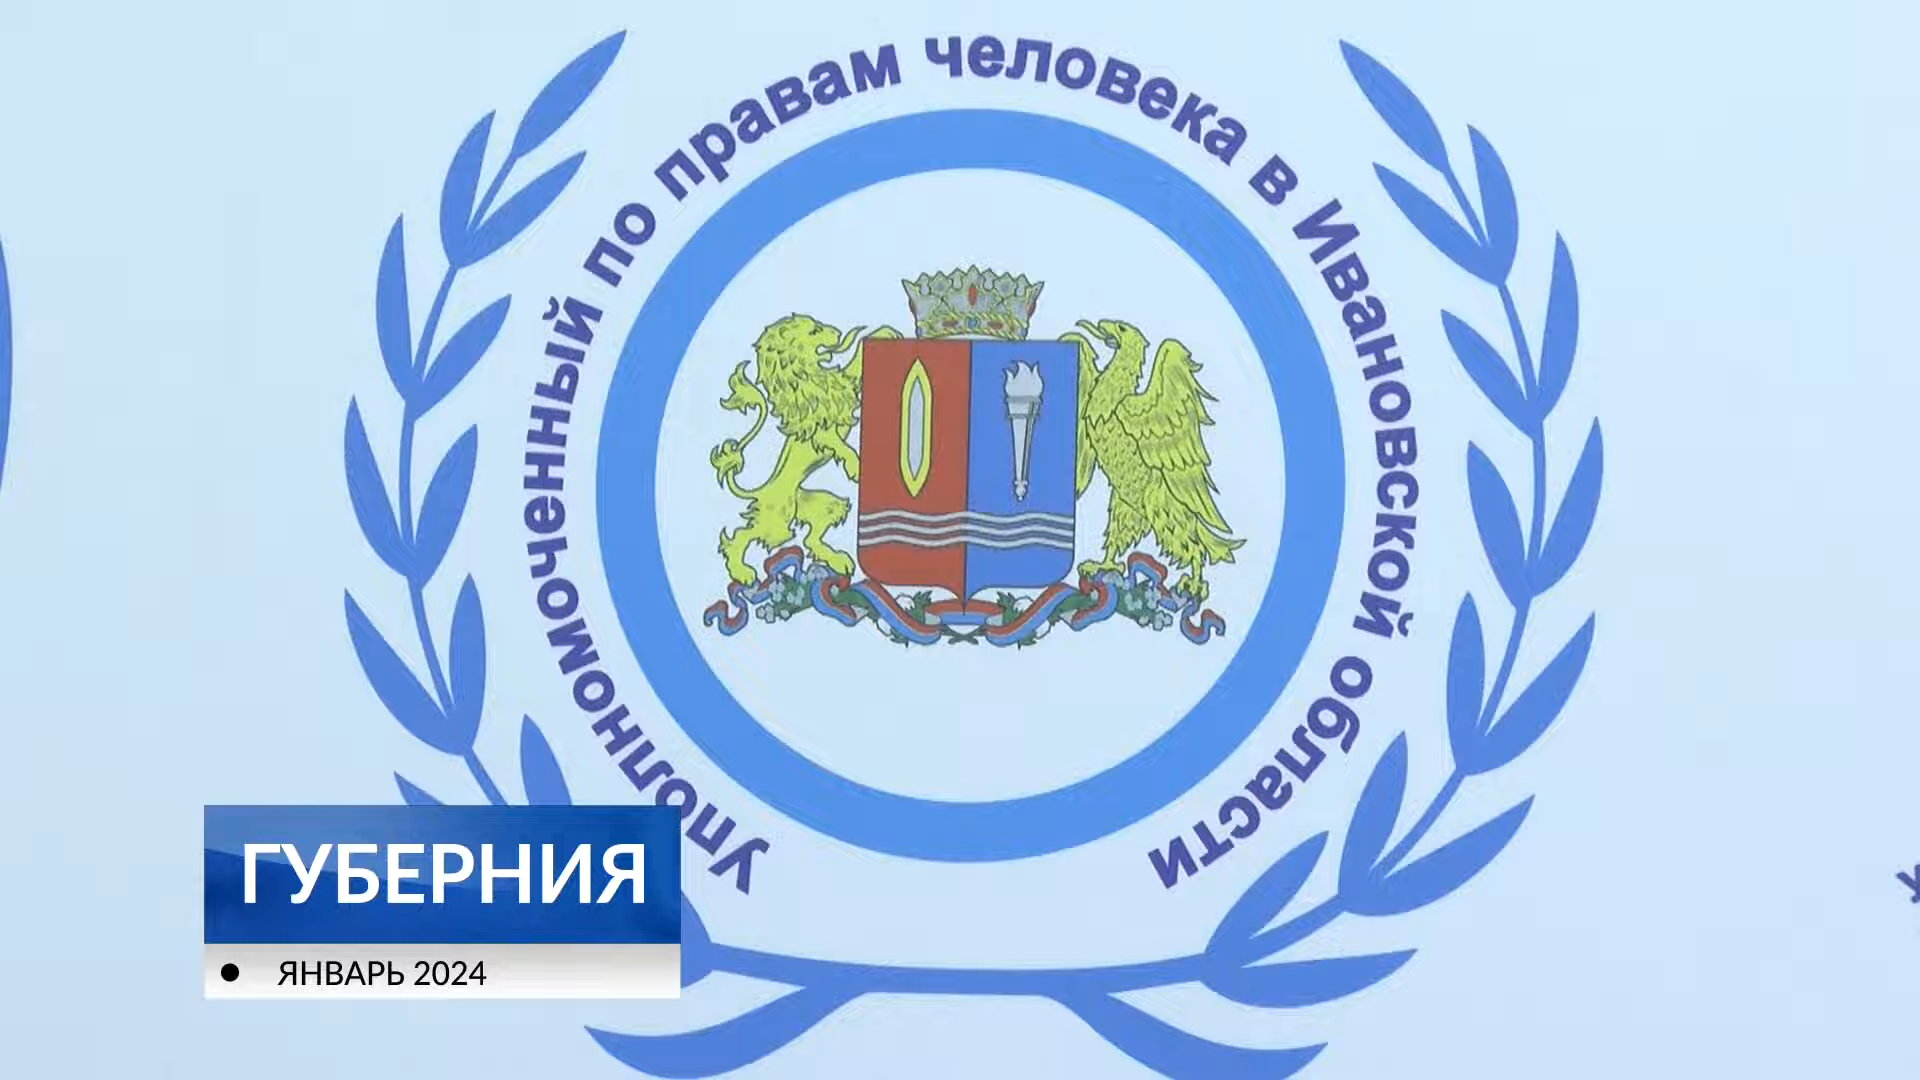 Уполномоченный по правам человека в Ивановской области
ГУБЕРНИЯ
ЯНВАРЬ 2024